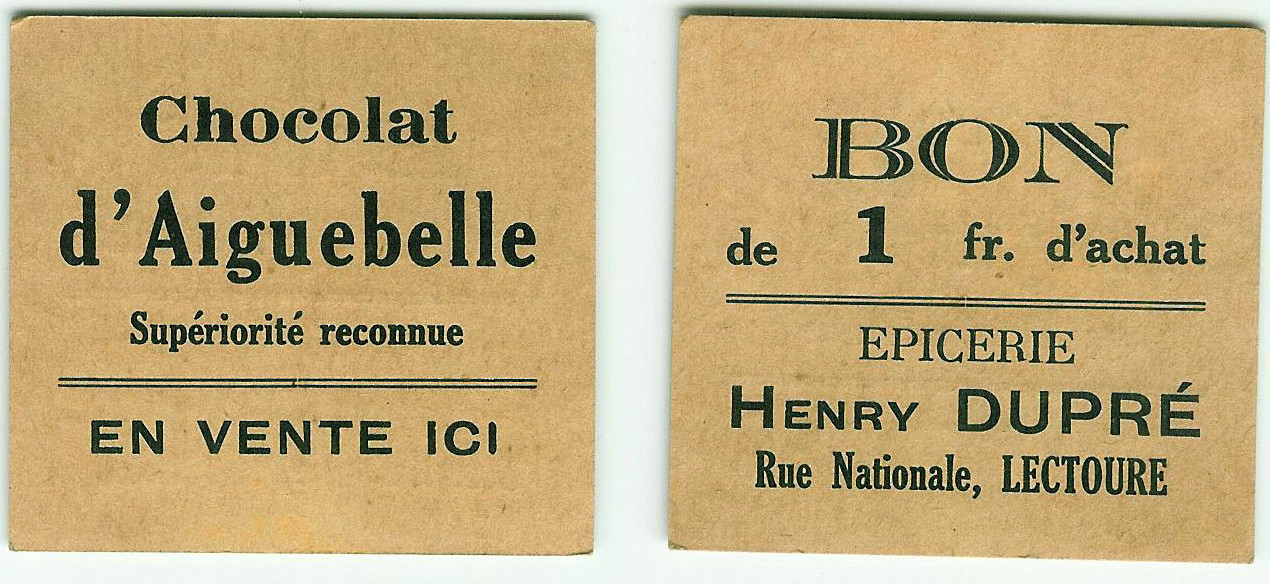 Chocolat
d'Aiguebelle
Supériorité reconnue
EN VENTE ICI
BON
de 1 fr. d'achat
EPICERIE
HENRY DUPRÉ
Rue Nationale, LECTOURE